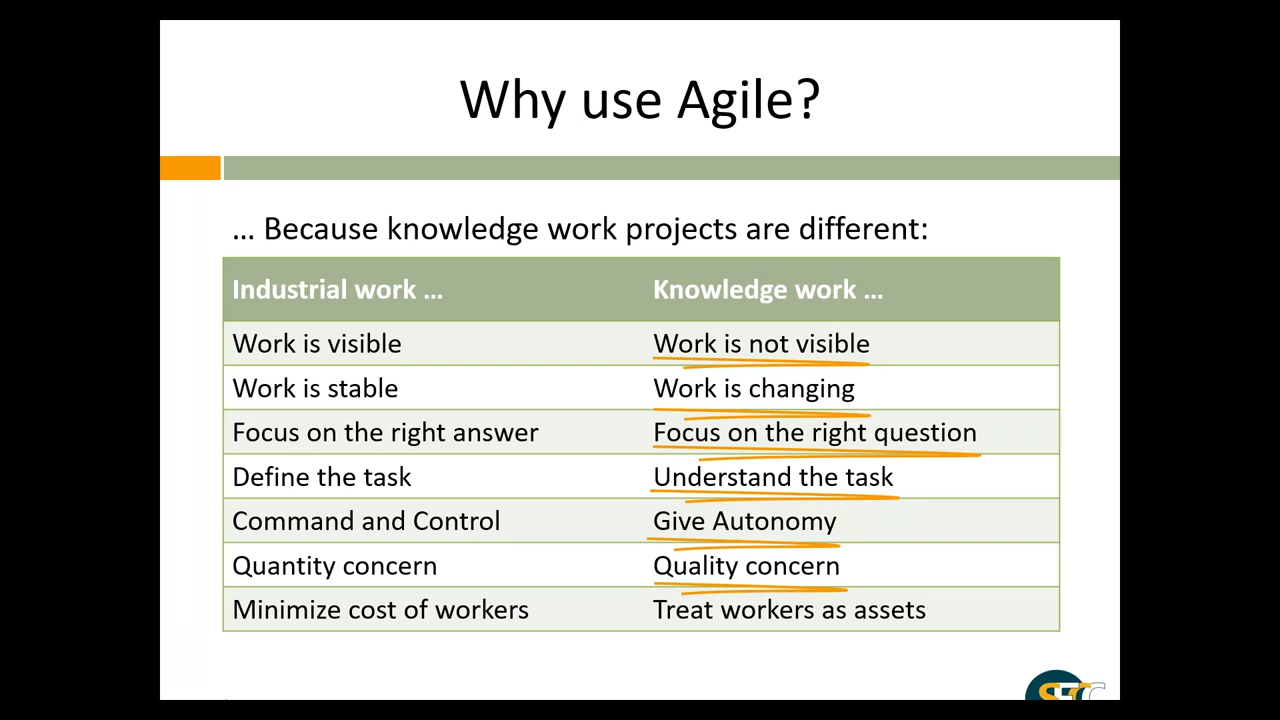 Why use Agile?
... Because knowledge work projects are different:
Industrial work ... Knowledge work ...
Work is visible Work is not visible
Work is stable Work is changing
Focus on the right answer Focus on the right question
Define the task Understand the task
Command and Control Give Autonomy
Quantity concern Quality concern
Minimize cost of workers Treat workers as assets